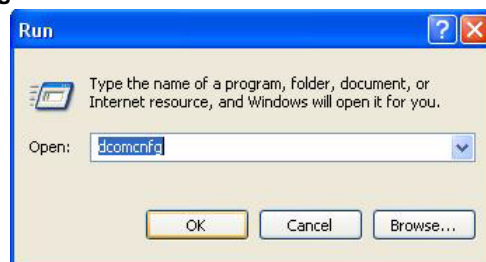 Run
Type the name of a program, folder, document, or
Internet resource, and Windows will open it for you.
Open: dcomcnfg
OK Cancel Browse...